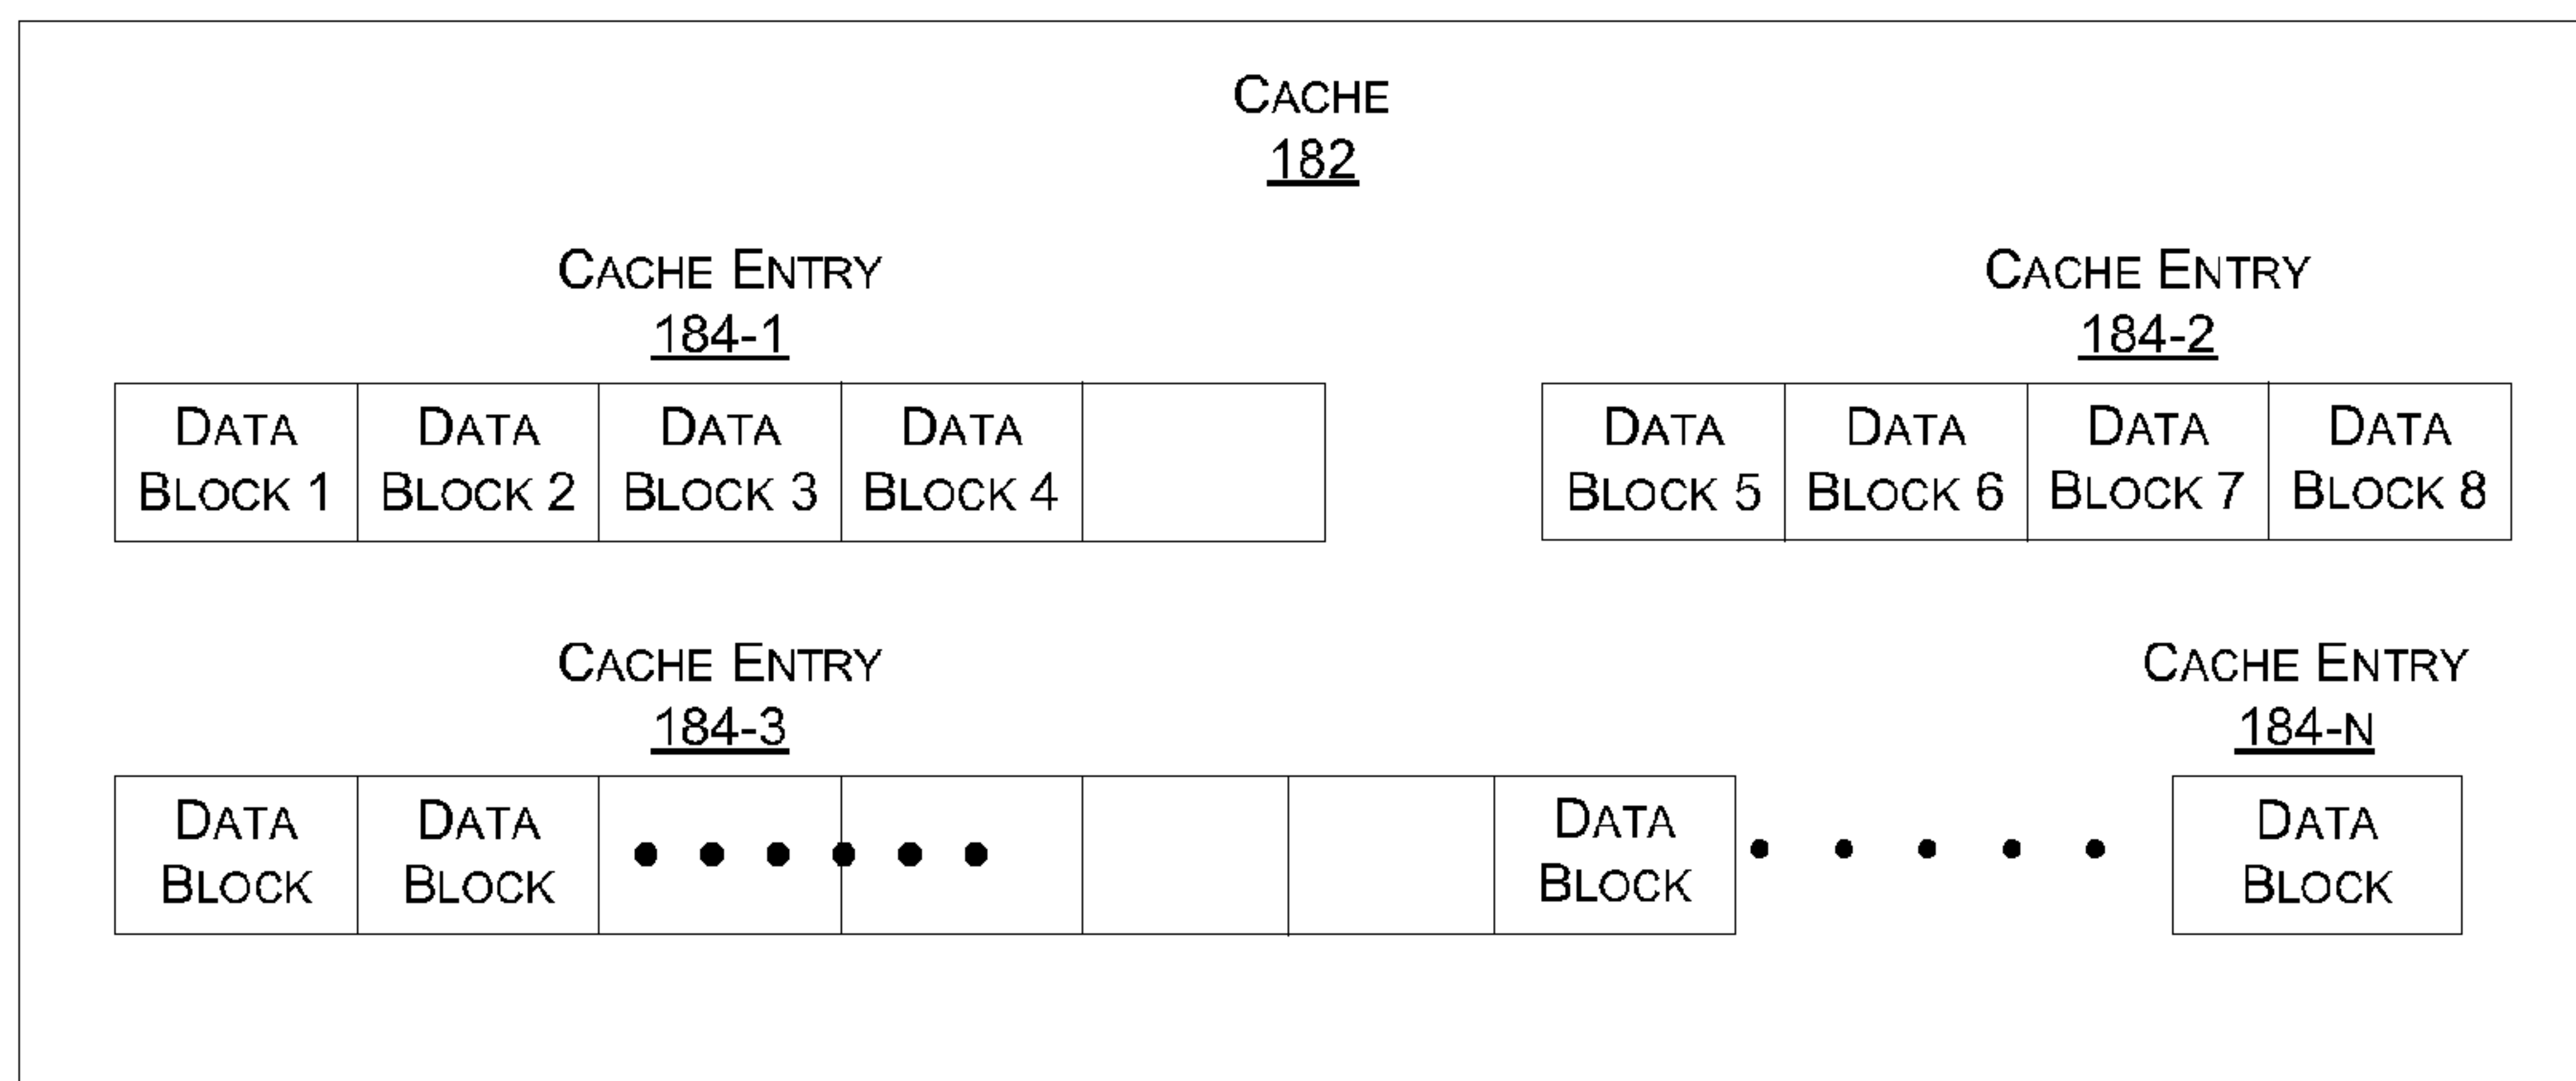 CACHE
182
CACHE ENTRY
184-1
DATA BLOCK 1
DATA BLOCK 2
DATA BLOCK 3
DATA BLOCK 4
CACHE ENTRY
184-2
DATA BLOCK 5
DATA BLOCK 6
DATA BLOCK 7
DATA BLOCK 8
CACHE ENTRY
184-3
DATA BLOCK
DATA BLOCK
DATA BLOCK
CACHE ENTRY
184-N
DATA BLOCK